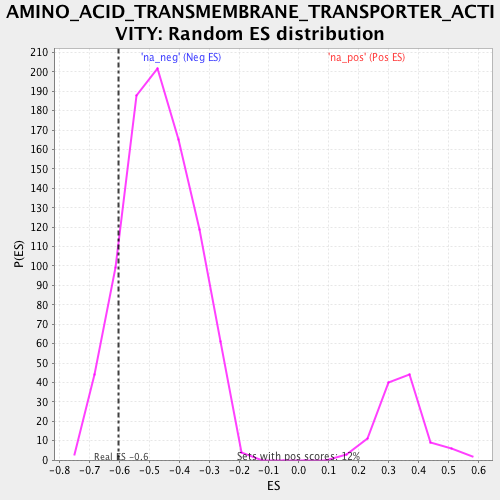 AMINO_ACID_TRANSMEMBRANE_TRANSPORTER_ACTI
VITY: Random ES distribution
'na_neg' (Neg ES)
'na_pos' (Pos ES)
210
200
190
180
170
160
150
140
130
120
110
100
90
80
70
60
50
40
30
20
10
0
P(ES)
Real ES -0.6
Sets with pos scores: 12%
-0.8 -0.7 -0.6 -0.5 -0.4 -0.3 -0.2 -0.1 0.0 0.1 0.2 0.3 0.4 0.5 0.6
ES